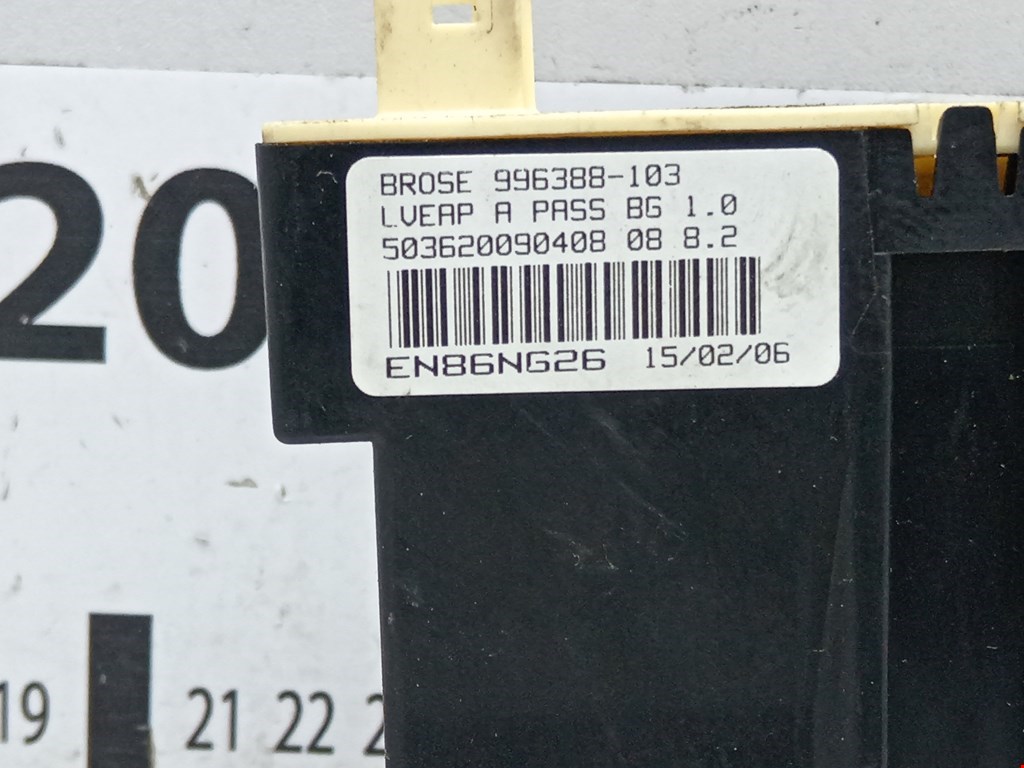 BROSE 996388-103
LVEAP A PASS BG 1.0
503620090408 08 8.2
EN86NG26 15/02/06
20
19 21 22 2